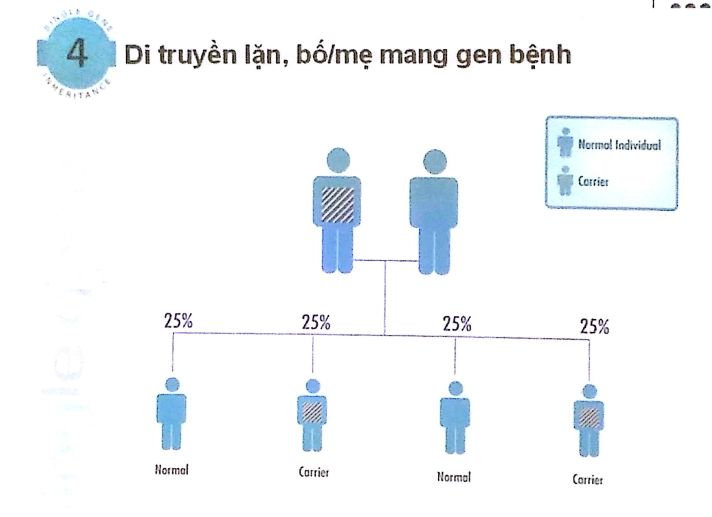 SINGLE GENE
4
INHERITANCE
Di truyền lặn, bố/mẹ mang gen bệnh
Normal Individual
Carrier
25%
25%
25%
25%
Normal
Carrier
Normal
Carrier